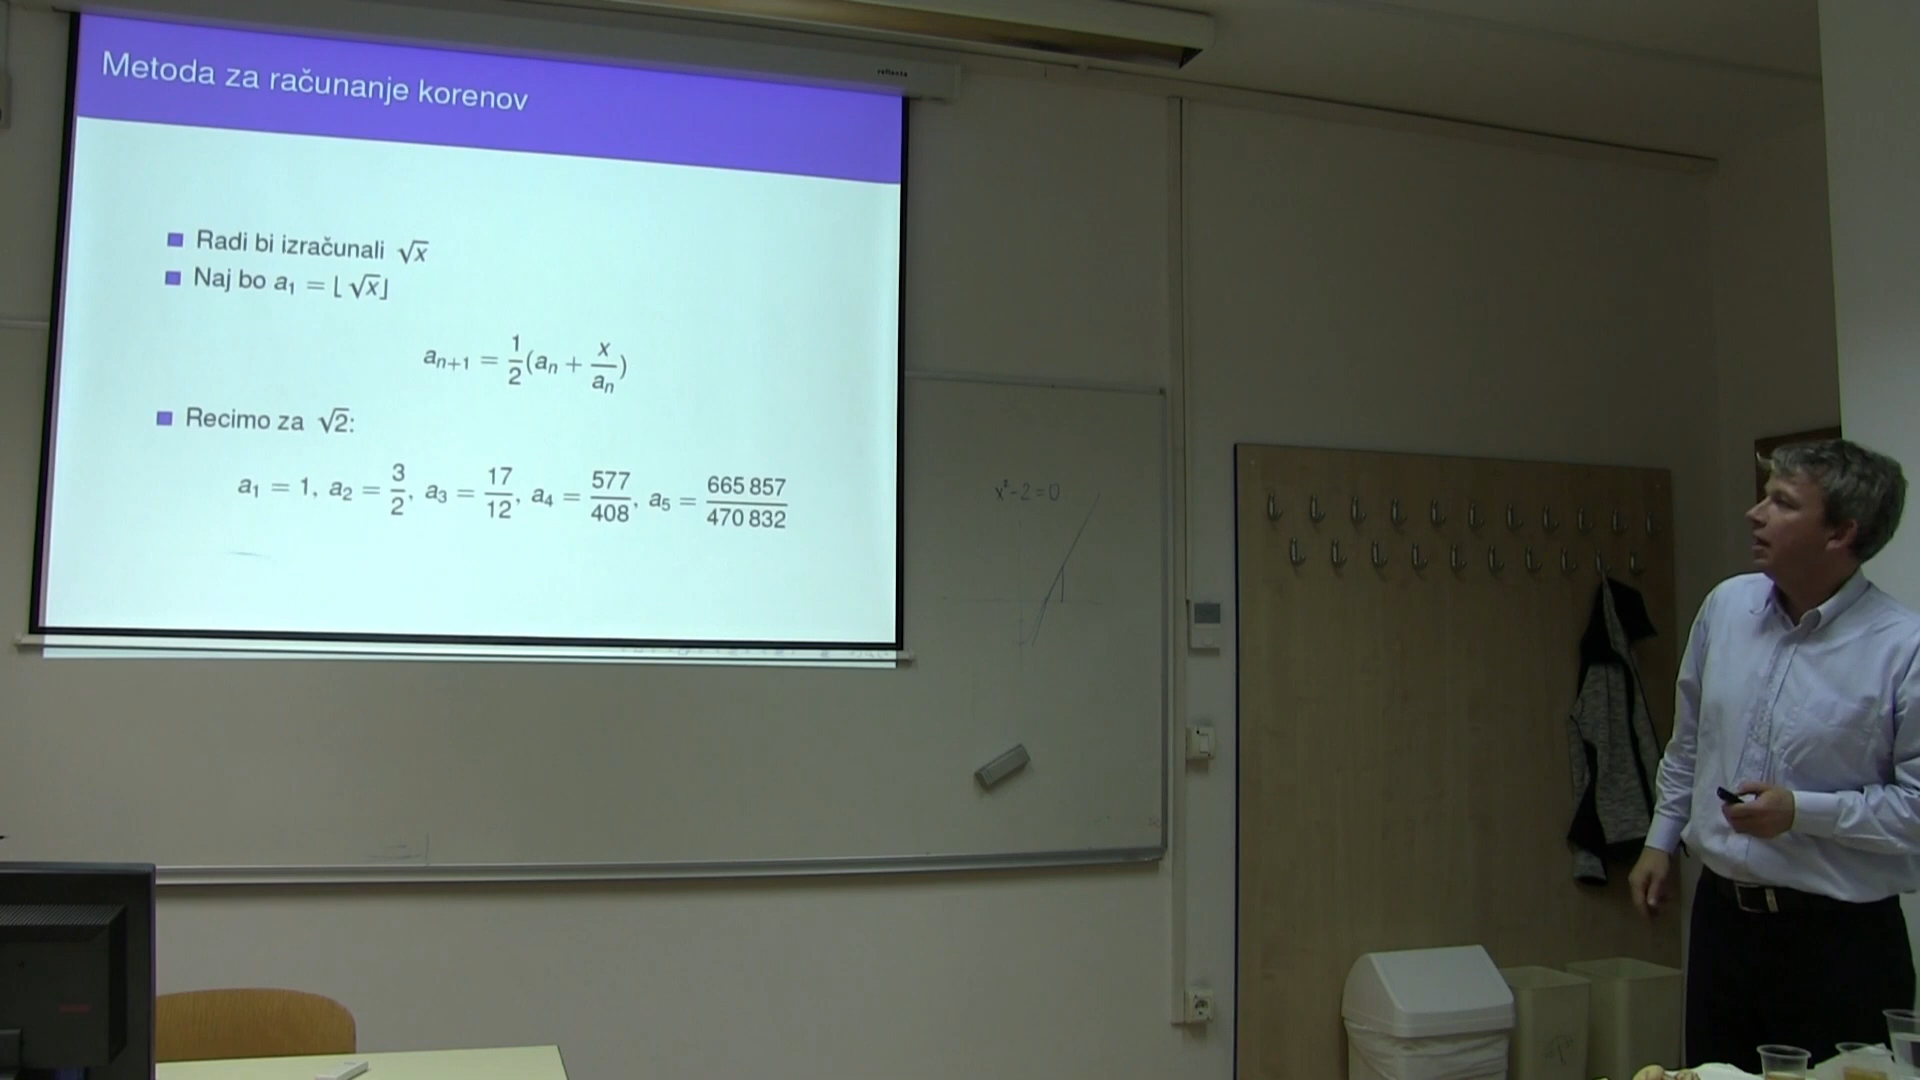 Metoda za računanje korenov
Radi bi izračunali √x
Naj bo a₁ = ⌊√x⌋
aₙ₊₁ = 1/2(aₙ + x/aₙ)
Recimo za √2:
a₁ = 1, a₂ = 3/2, a₃ = 17/12, a₄ = 577/408, a₅ = 665 857/470 832
x² - 2 = 0